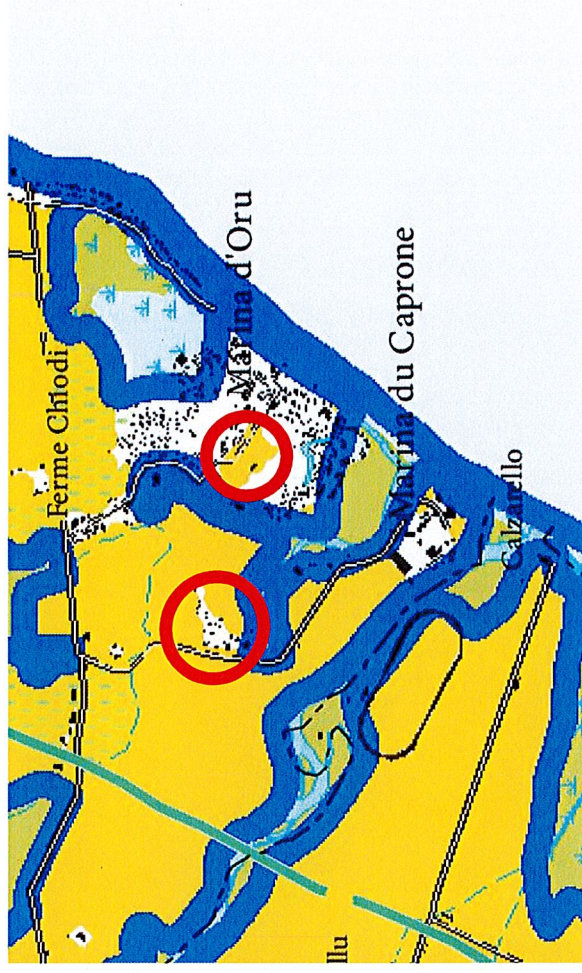 Ferme Chiodi
Marina d'Oru
Marina du Caprone
Calzarello
llu